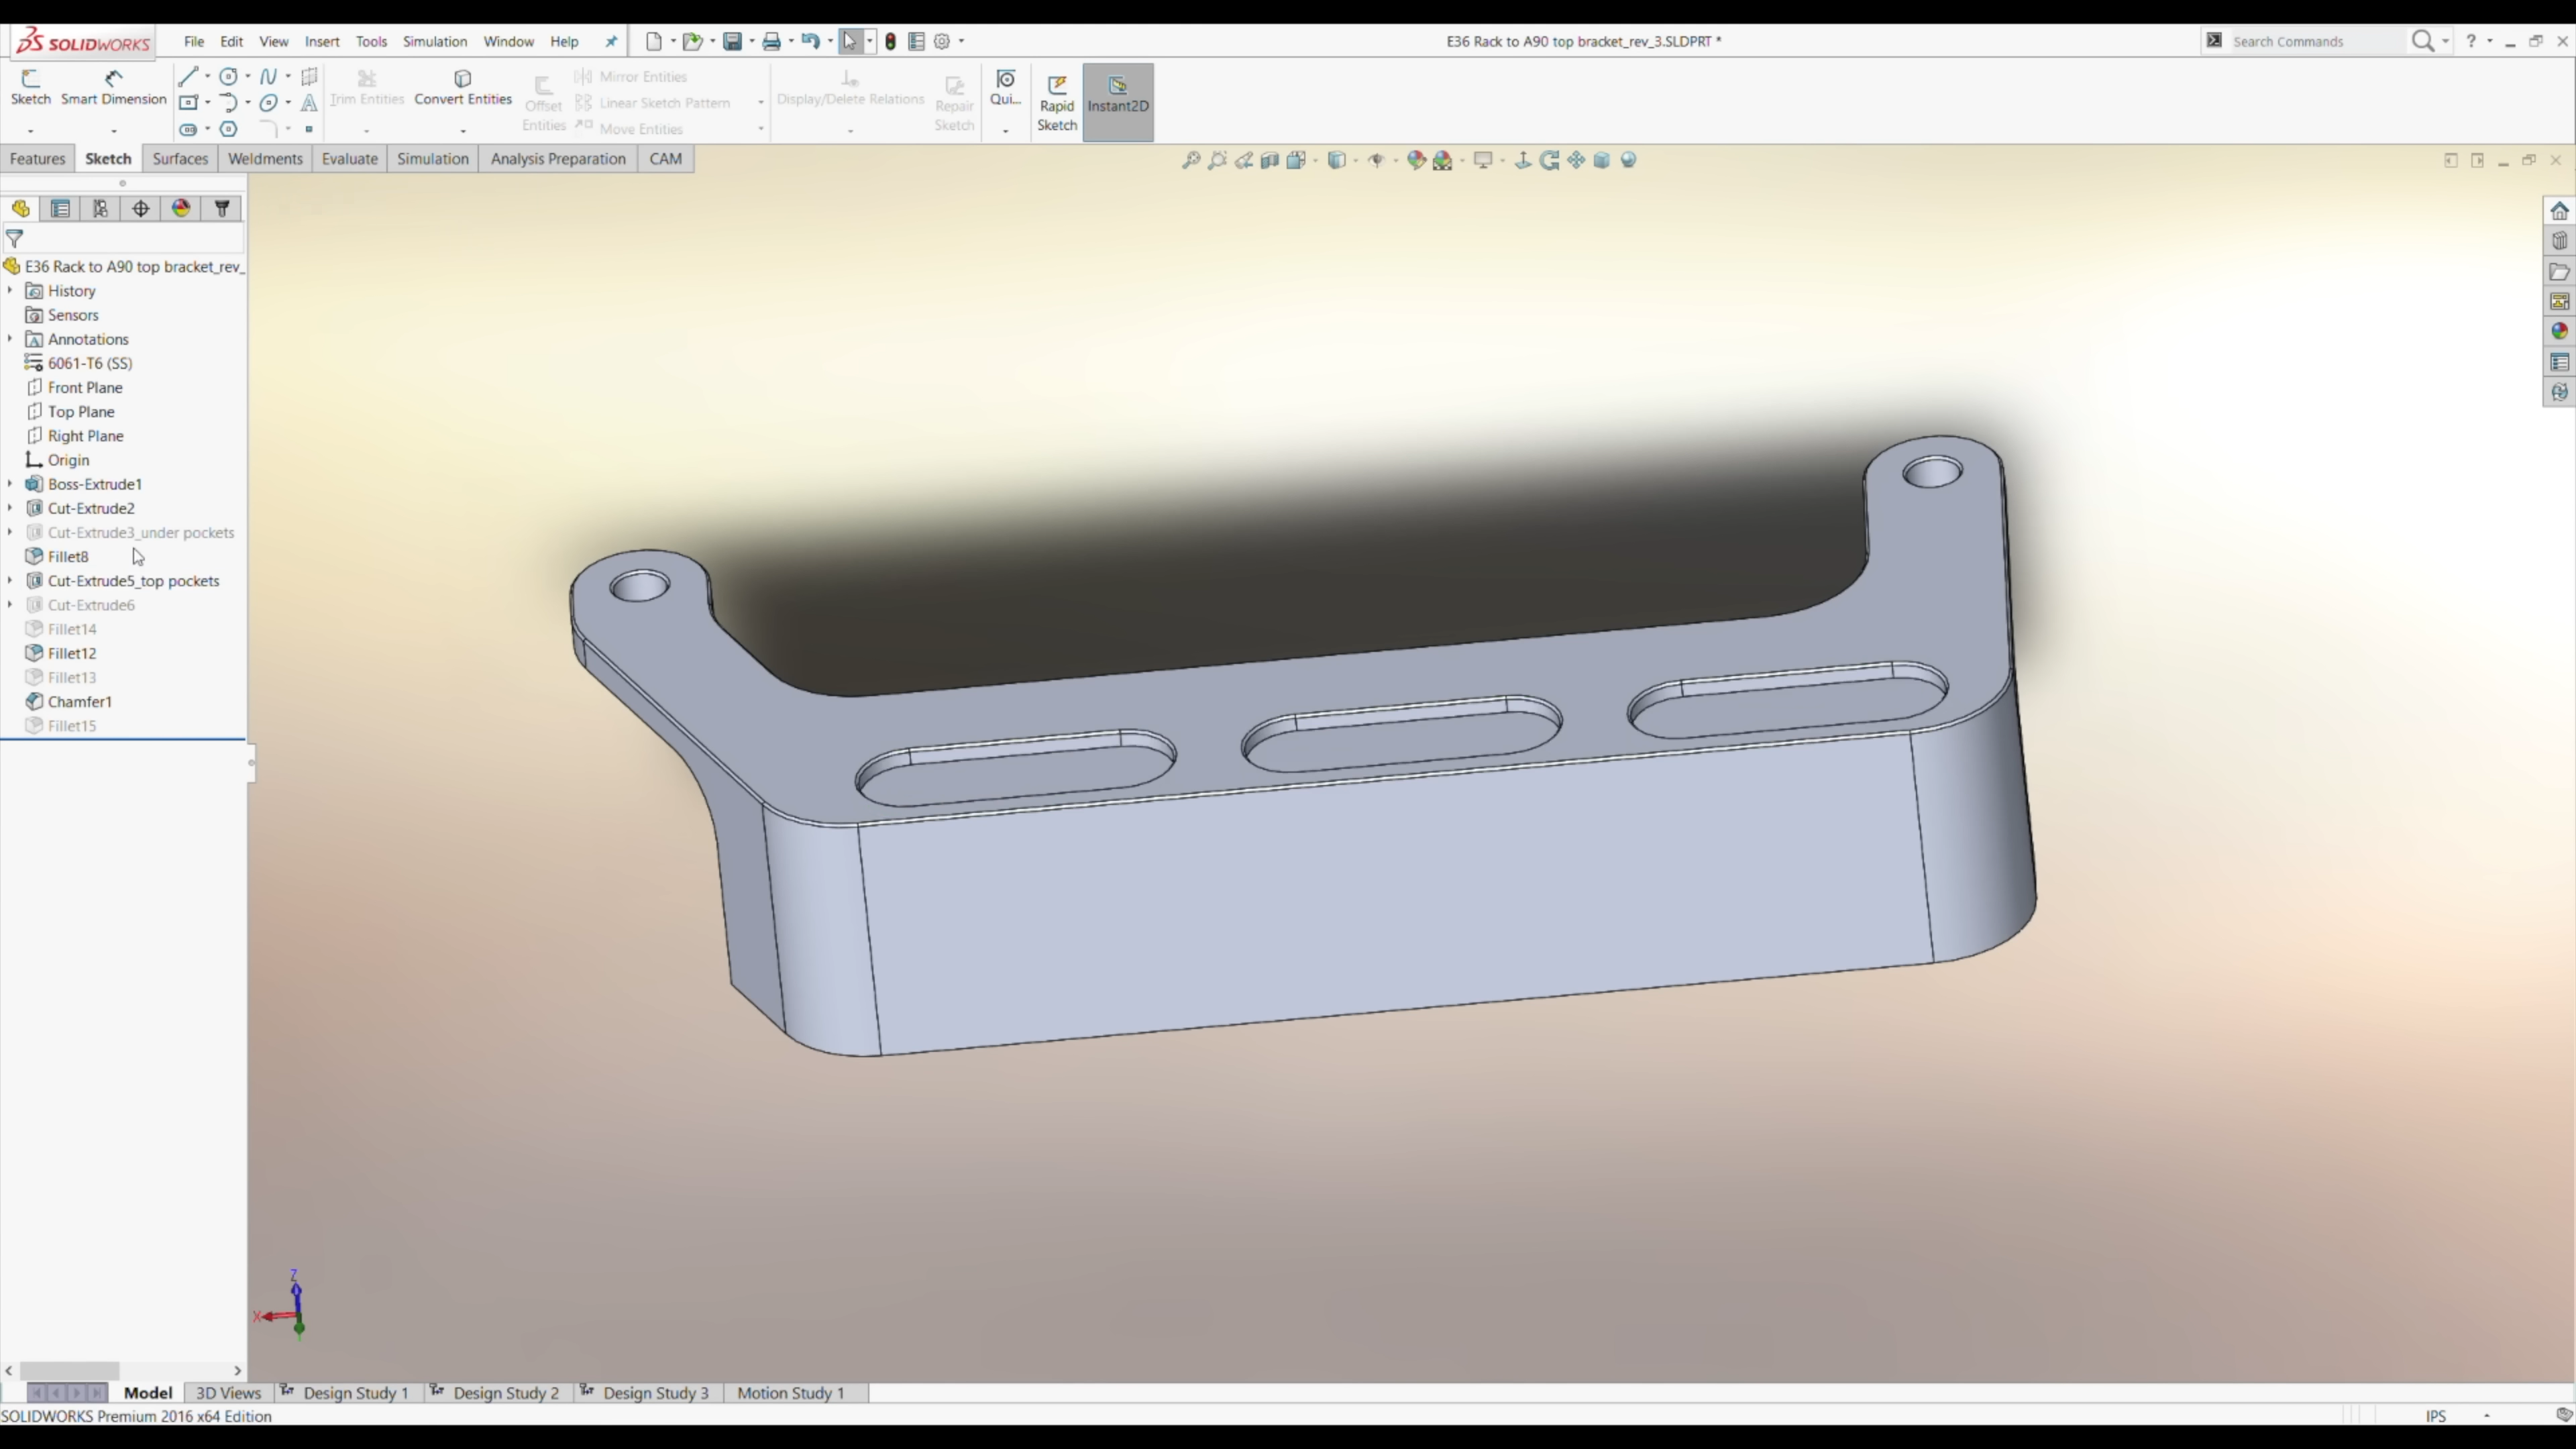 SOLIDWORKS File Edit View Insert Tools Simulation Window Help E36 Rack to A90 top bracket_rev_3.SLDPRT * Search Commands ?
Sketch Smart Dimension Trim Entities Convert Entities Offset Entities Mirror Entities Linear Sketch Pattern Move Entities Display/Delete Relations Repair Sketch Qui... Rapid Sketch Instant2D
Features Sketch Surfaces Weldments Evaluate Simulation Analysis Preparation CAM
E36 Rack to A90 top bracket_rev_
History
Sensors
Annotations
6061-T6 (SS)
Front Plane
Top Plane
Right Plane
Origin
Boss-Extrude1
Cut-Extrude2
Cut-Extrude3_under pockets
Fillet8
Cut-Extrude5_top pockets
Cut-Extrude6
Fillet14
Fillet12
Fillet13
Chamfer1
Fillet15
Z
X
Model 3D Views Design Study 1 Design Study 2 Design Study 3 Motion Study 1
SOLIDWORKS Premium 2016 x64 Edition IPS